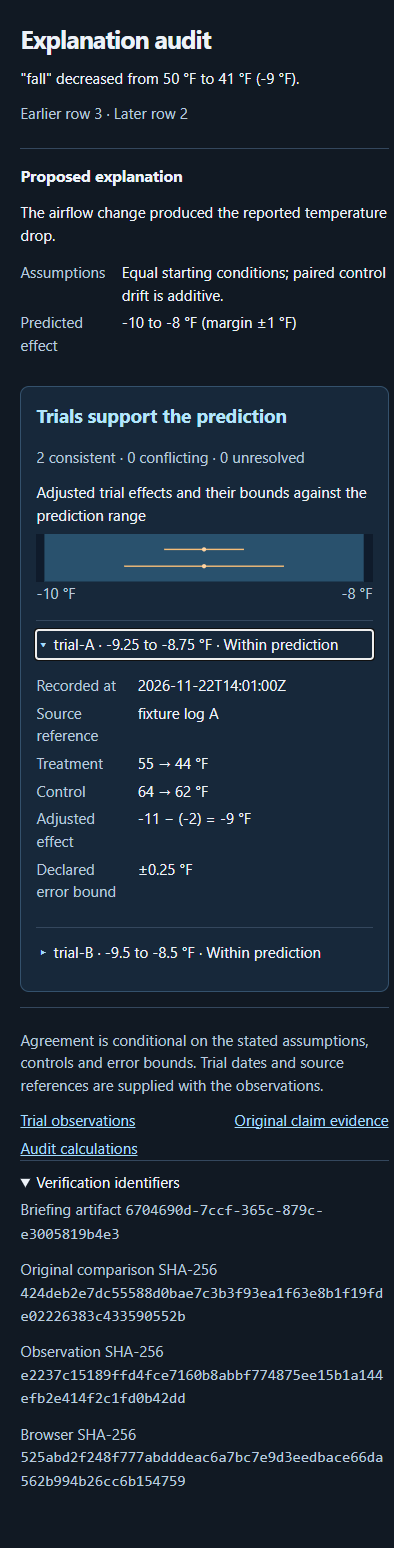 Explanation audit
"fall" decreased from 50 °F to 41 °F (-9 °F).
Earlier row 3 · Later row 2
Proposed explanation
The airflow change produced the reported temperature
drop.
Assumptions Equal starting conditions; paired control
drift is additive.
Predicted -10 to -8 °F (margin ±1 °F)
effect
Trials support the prediction
2 consistent · 0 conflicting · 0 unresolved
Adjusted trial effects and their bounds against the
prediction range
-10 °F -8 °F
trial-A · -9.25 to -8.75 °F · Within prediction
Recorded at 2026-11-22T14:01:00Z
Source fixture log A
reference
Treatment 55 → 44 °F
Control 64 → 62 °F
Adjusted -11 − (-2) = -9 °F
effect
Declared ±0.25 °F
error bound
trial-B · -9.5 to -8.5 °F · Within prediction
Agreement is conditional on the stated assumptions,
controls and error bounds. Trial dates and source
references are supplied with the observations.
Trial observations Original claim evidence
Audit calculations
Verification identifiers
Briefing artifact 6704690d-7ccf-365c-879c-
e3005819b4e3
Original comparison SHA-256
424deb2e7dc55588d0bae7c3b3f93ea1f63e8b1f19fd
e02226383c433590552b
Observation SHA-256
e2237c15189ffd4fce7160b8abbf774875ee15b1a144
efb2e414f2c1fd0b42dd
Browser SHA-256
525abd2f248f777abdddeac6a7bc7e9d3eedbace66da
562b994b26cc6b154759